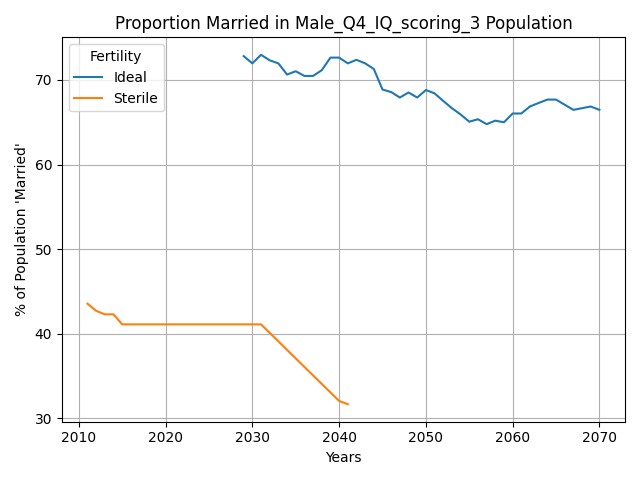 Proportion Married in Male_Q4_IQ_scoring_3 Population
Fertility
Ideal
Sterile
% of Population 'Married'
70
60
50
40
30
2010 2020 2030 2040 2050 2060 2070
Years